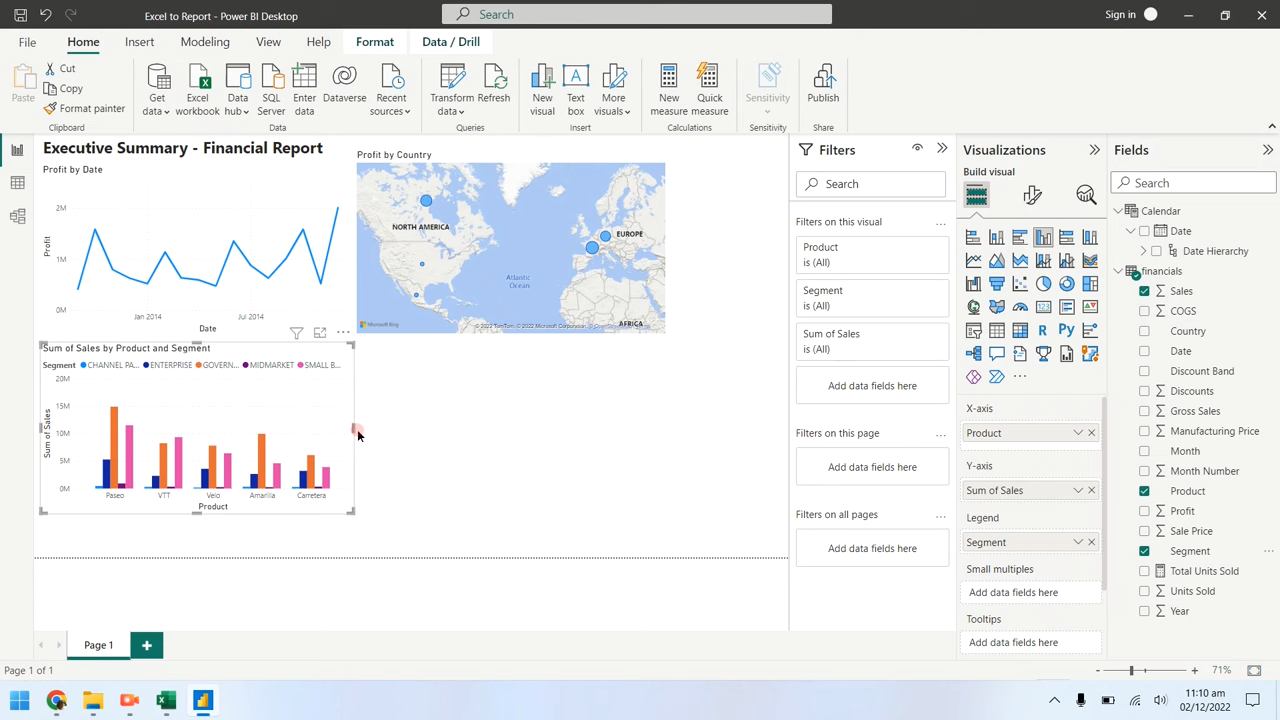 Excel to Report - Power BI Desktop
Search
Sign in
File
Home
Insert
Modeling
View
Help
Format
Data / Drill
Paste
Cut
Copy
Format painter
Clipboard
Get data
Excel workbook
Data hub
SQL Server
Enter data
Dataverse
Recent sources
Data
Transform data
Refresh
Queries
New visual
Text box
More visuals
Insert
New measure
Quick measure
Calculations
Sensitivity
Sensitivity
Publish
Share
Executive Summary - Financial Report
Profit by Date
Profit
2M
1M
0M
Jan 2014
Jul 2014
Date
Profit by Country
NORTH AMERICA
EUROPE
Atlantic
Ocean
AFRICA
Microsoft Bing
© 2022 TomTom, © 2022 Microsoft Corporation,
Sum of Sales by Product and Segment
Segment CHANNEL PA... ENTERPRISE GOVERN... MIDMARKET SMALL B...
Sum of Sales
20M
15M
10M
5M
0M
Paseo VTT Velo Amarilla Carretera
Product
Filters
Search
Filters on this visual ...
Product
is (All)
Segment
is (All)
Sum of Sales
is (All)
Add data fields here
Filters on this page ...
Add data fields here
Filters on all pages ...
Add data fields here
Visualizations
Build visual
R
Py
123
...
X-axis
Product
Y-axis
Sum of Sales
Legend
Segment
Small multiples
Add data fields here
Tooltips
Add data fields here
Fields
Search
Calendar
Date
Date Hierarchy
financials
Sales
COGS
Country
Date
Discount Band
Discounts
Gross Sales
Manufacturing Price
Month
Month Number
Product
Profit
Sale Price
Segment ...
Total Units Sold
Units Sold
Year
Page 1
Page 1 of 1
71%
11:10 am
02/12/2022